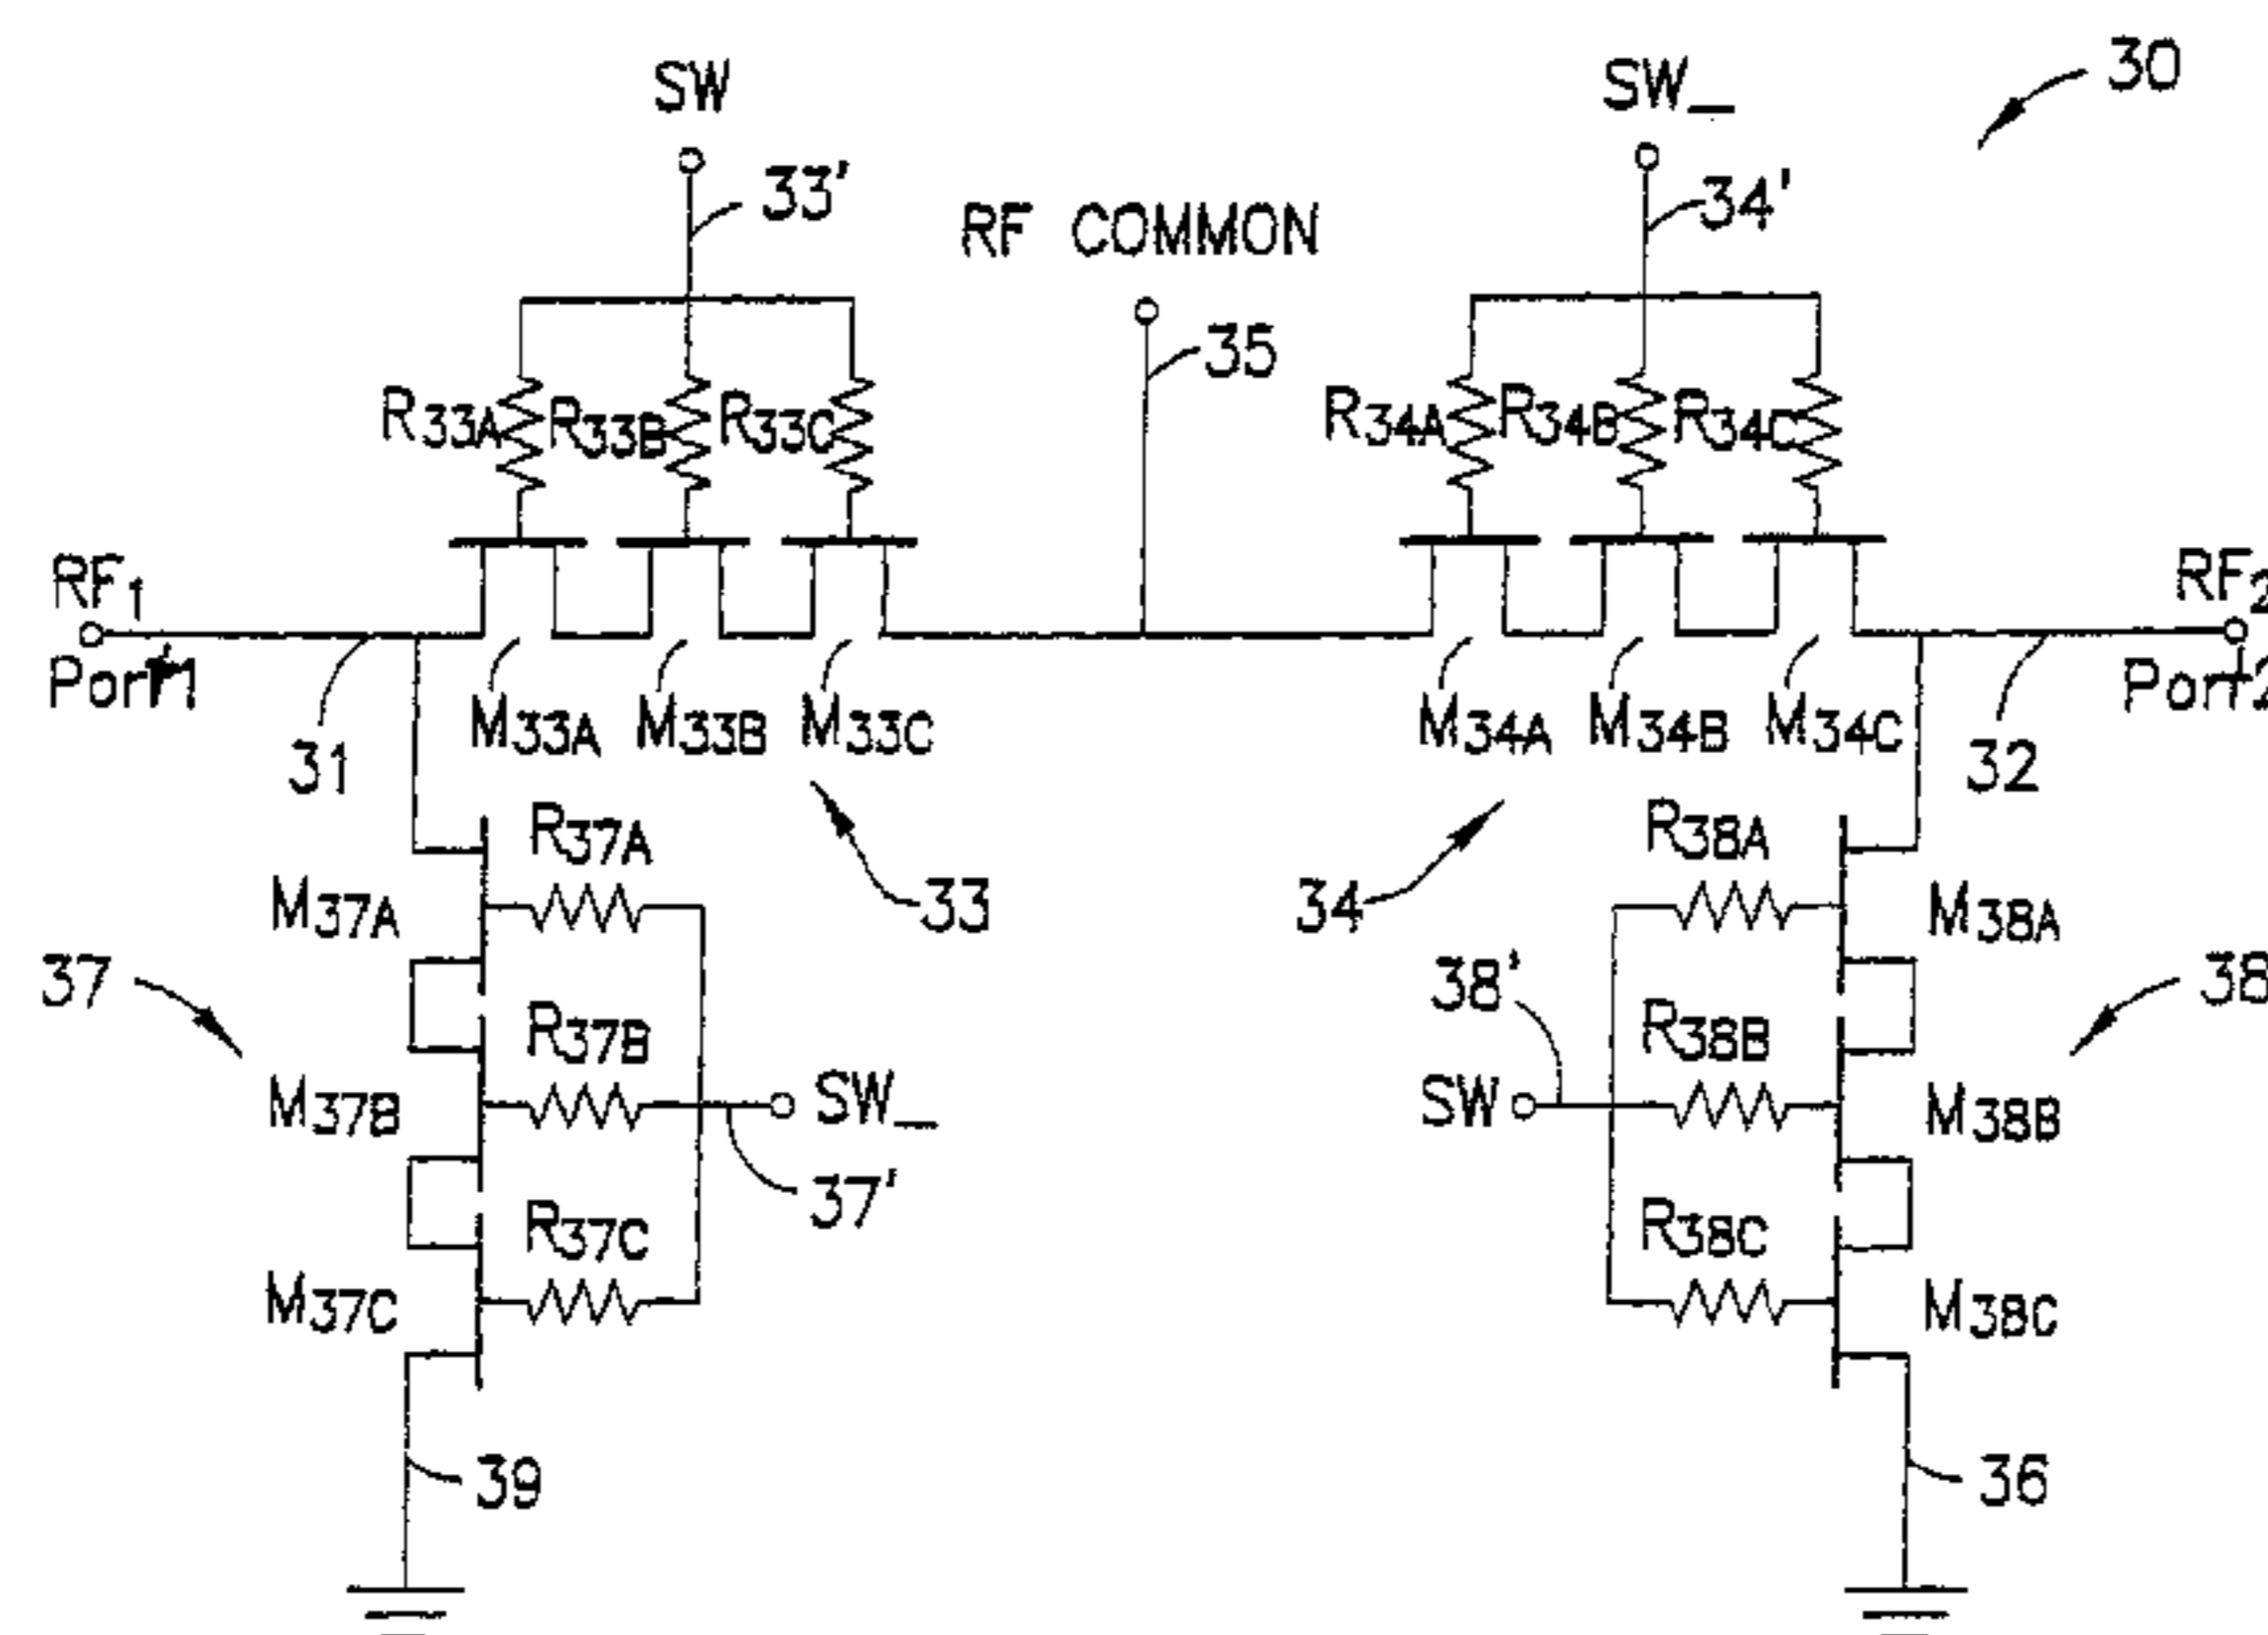 30
SW
SW_
33'
34'
RF COMMON
35
R33A R33B R33C
R34A R34B R34C
RF1
RF2
Port1
Port2
31
M33A M33B M33C
M34A M34B M34C
32
R37A
R38A
M37A
33
34
M38A
37
38'
38
R37B
R38B
M37B
SW_
SW
M38B
37'
R37C
R38C
M37C
M38C
39
36